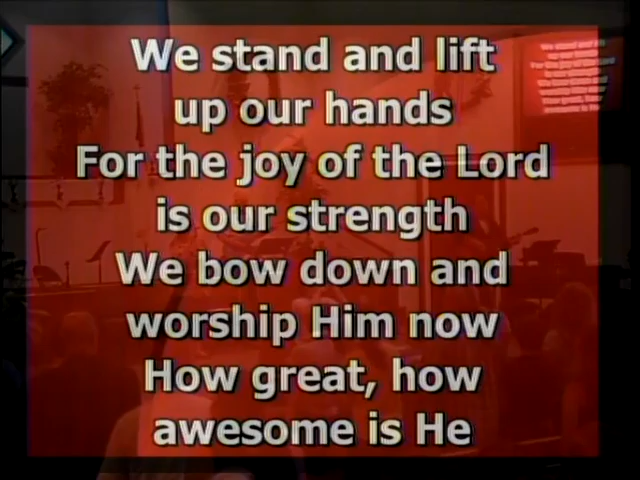 We stand and lift
up our hands
For the joy of the Lord
is our strength
We bow down and
worship Him now
How great, how
awesome is He